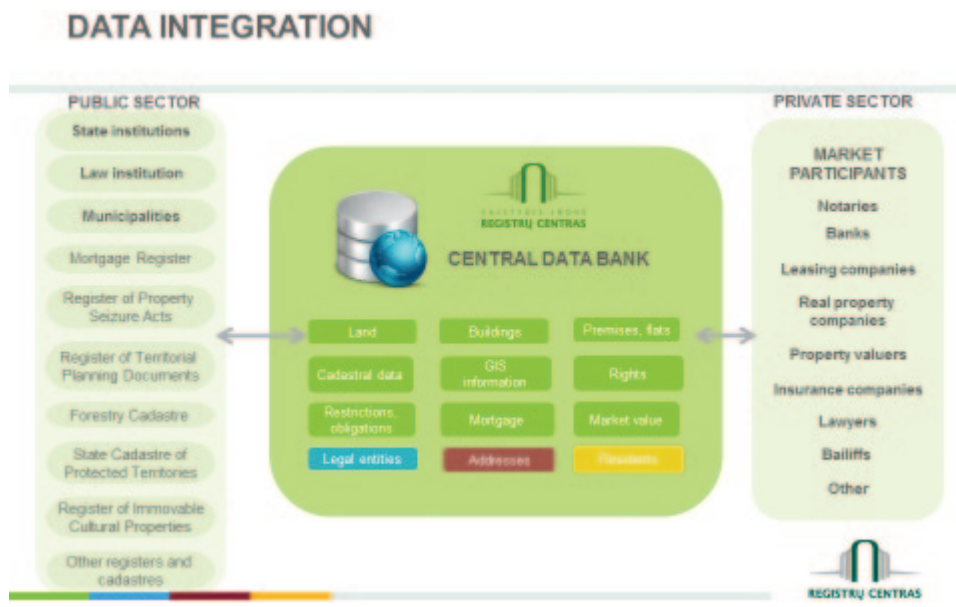 DATA INTEGRATION
PUBLIC SECTOR
State institutions
Law institution
Municipalities
Mortgage Register
Register of Property
Seizure Acts
Register of Territorial
Planning Documents
Forestry Cadastre
State Cadastre of
Protected Territories
Register of Immovable
Cultural Properties
Other registers and
cadastres
REGISTRŲ CENTRAS
CENTRAL DATA BANK
Land
Buildings
Premises, flats
Cadastral data
GIS
information
Rights
Restrictions,
obligations
Mortgage
Market value
Legal entities
Addresses
Residents
PRIVATE SECTOR
MARKET
PARTICIPANTS
Notaries
Banks
Leasing companies
Real property
companies
Property valuers
Insurance companies
Lawyers
Bailiffs
Other
REGISTRŲ CENTRAS